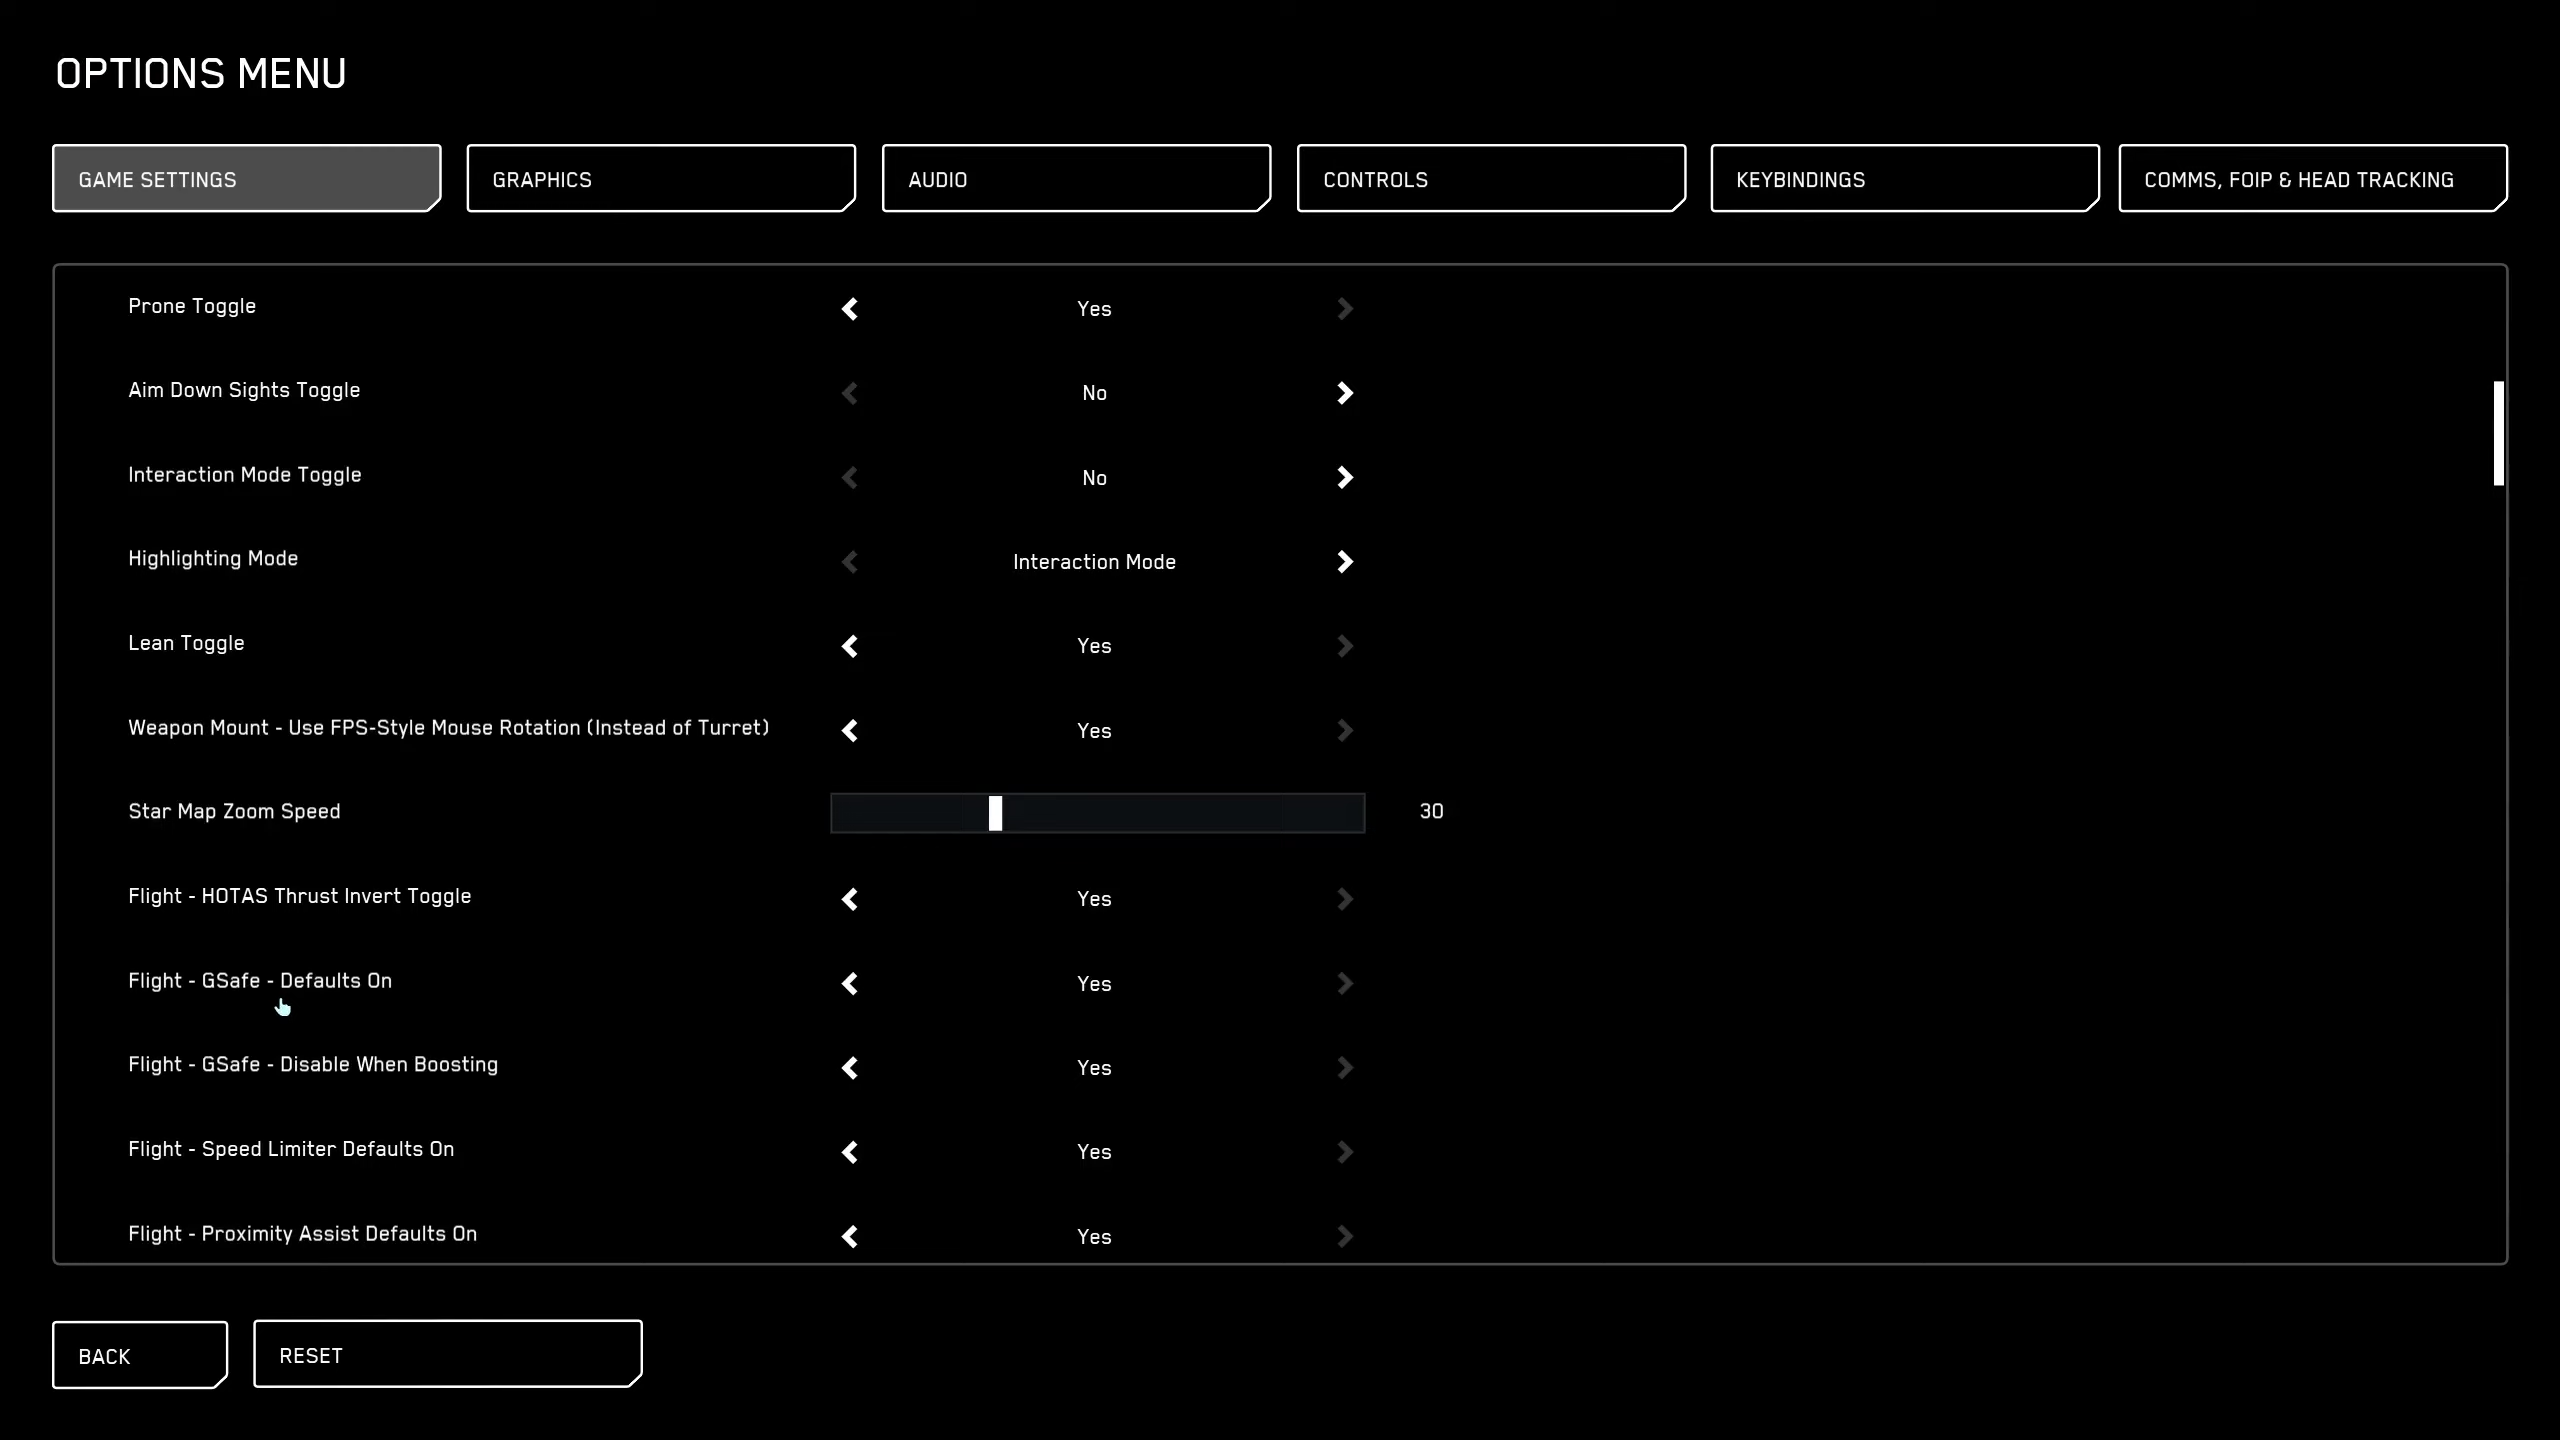 OPTIONS MENU
GAME SETTINGS
GRAPHICS
AUDIO
CONTROLS
KEYBINDINGS
COMMS, FOIP & HEAD TRACKING
Prone Toggle
Yes
Aim Down Sights Toggle
No
Interaction Mode Toggle
No
Highlighting Mode
Interaction Mode
Lean Toggle
Yes
Weapon Mount - Use FPS-Style Mouse Rotation (Instead of Turret)
Yes
Star Map Zoom Speed
30
Flight - HOTAS Thrust Invert Toggle
Yes
Flight - GSafe - Defaults On
Yes
Flight - GSafe - Disable When Boosting
Yes
Flight - Speed Limiter Defaults On
Yes
Flight - Proximity Assist Defaults On
Yes
BACK
RESET